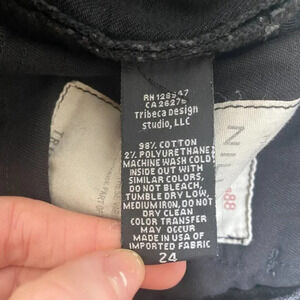 RN 128947
CA 26276
Tribeca Design
Studio, LLC
98% COTTON
2% POLYURETHANE
MACHINE WASH COLD
INSIDE OUT WITH
SIMILAR COLORS,
DO NOT BLEACH,
TUMBLE DRY LOW,
MEDIUM IRON, DO NOT
DRY CLEAN
COLOR TRANSFER
MAY OCCUR
MADE IN USA OF
IMPORTED FABRIC
24